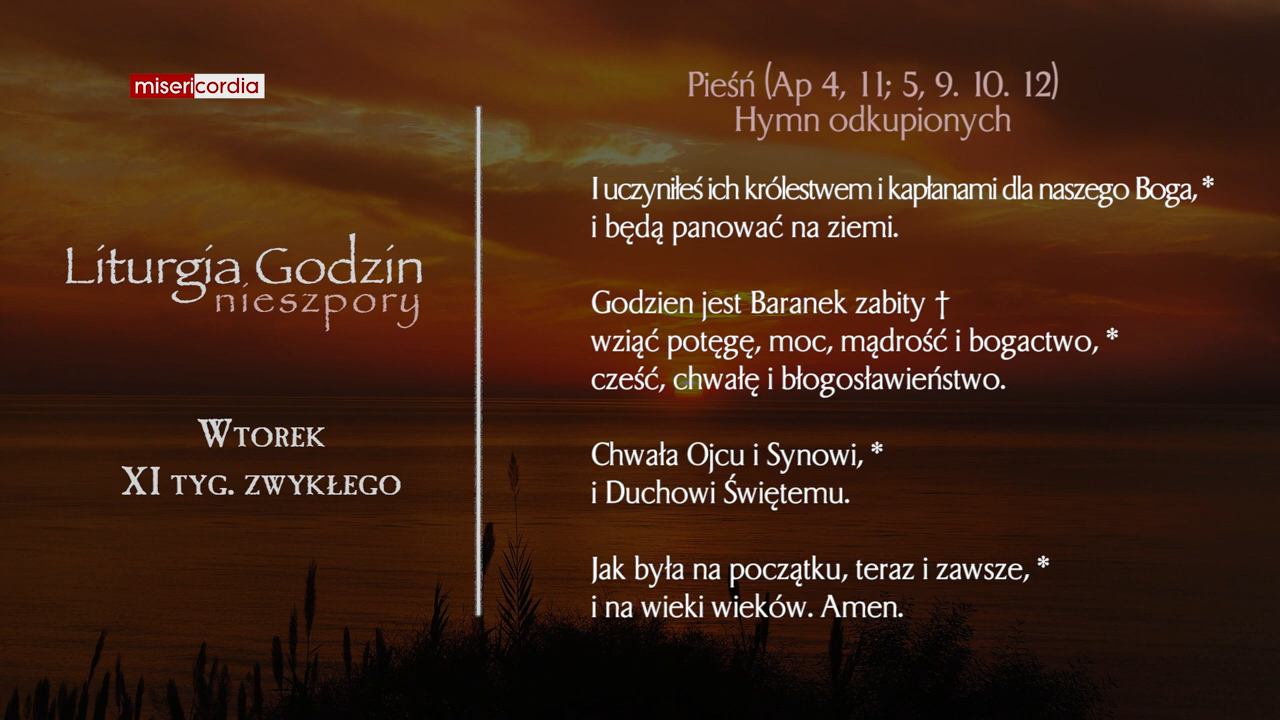 misericordia
Liturgia Godzin
nieszpory
Wtorek
XI tyg. zwykłego
Pieśń (Ap 4, 11; 5, 9. 10. 12)
Hymn odkupionych
I uczyniłeś ich królestwem i kapłanami dla naszego Boga, *
i będą panować na ziemi.
Godzien jest Baranek zabity †
wziąć potęgę, moc, mądrość i bogactwo, *
cześć, chwałę i błogosławieństwo.
Chwała Ojcu i Synowi, *
i Duchowi Świętemu.
Jak była na początku, teraz i zawsze, *
i na wieki wieków. Amen.